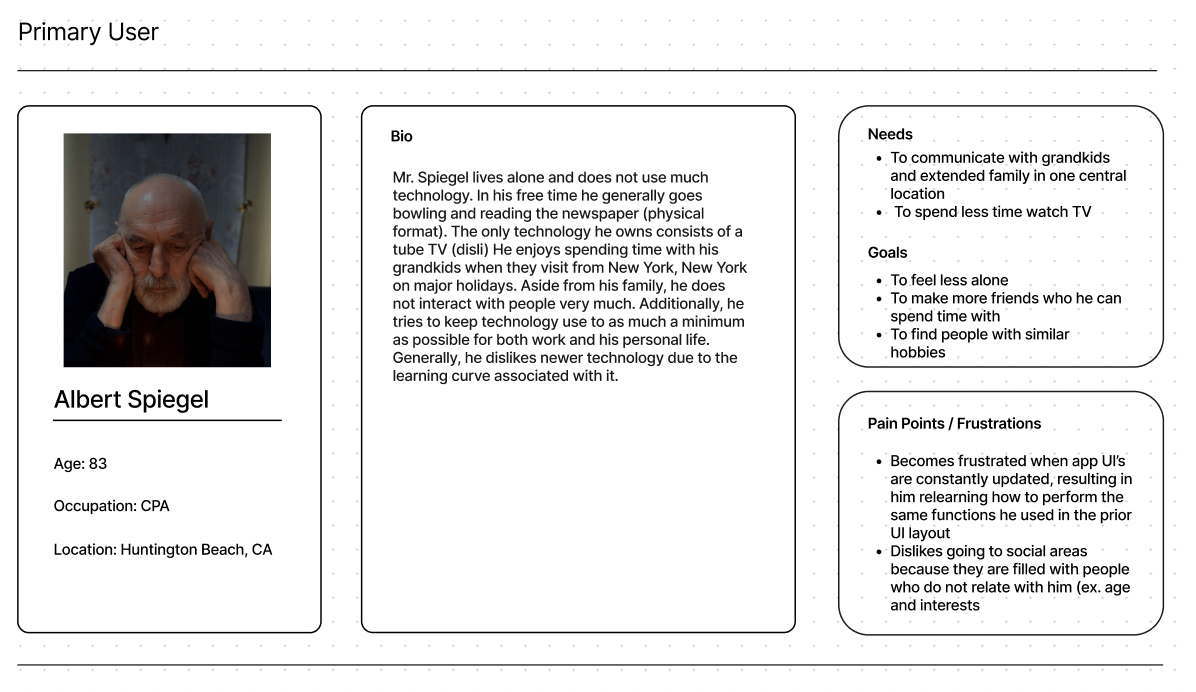 Primary User
Albert Spiegel
Age: 83
Occupation: CPA
Location: Huntington Beach, CA
Bio
Mr. Spiegel lives alone and does not use much
technology. In his free time he generally goes
bowling and reading the newspaper (physical
format). The only technology he owns consists of a
tube TV (disli) He enjoys spending time with his
grandkids when they visit from New York, New York
on major holidays. Aside from his family, he does
not interact with people very much. Additionally, he
tries to keep technology use to as much a minimum
as possible for both work and his personal life.
Generally, he dislikes newer technology due to the
learning curve associated with it.
Needs
• To communicate with grandkids
and extended family in one central
location
• To spend less time watch TV
Goals
• To feel less alone
• To make more friends who he can
spend time with
• To find people with similar
hobbies
Pain Points / Frustrations
• Becomes frustrated when app UI's
are constantly updated, resulting in
him relearning how to perform the
same functions he used in the prior
UI layout
• Dislikes going to social areas
because they are filled with people
who do not relate with him (ex. age
and interests